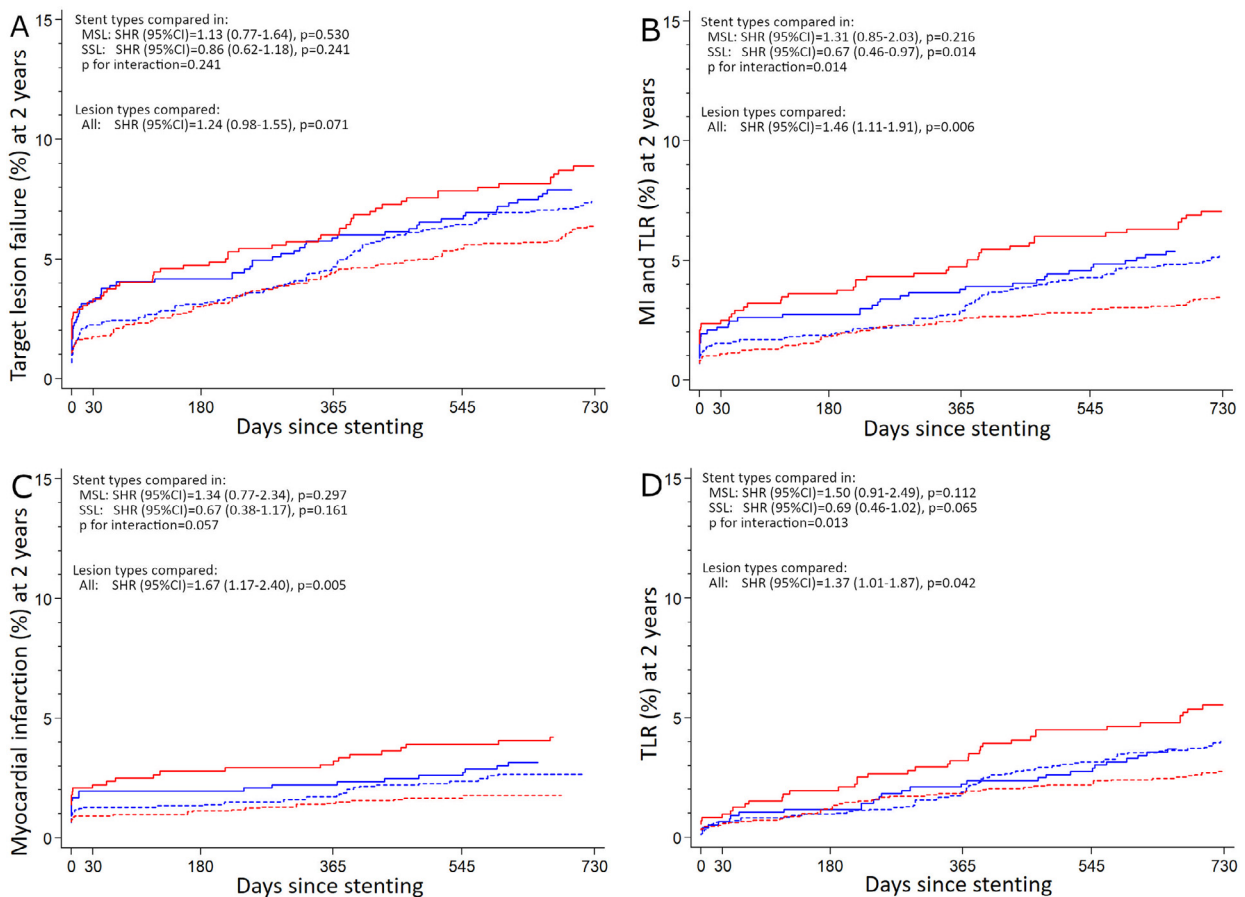 A
Stent types compared in:
MSL: SHR (95%CI)=1.13 (0.77-1.64), p=0.530
SSL: SHR (95%CI)=0.86 (0.62-1.18), p=0.241
p for interaction=0.241
Lesion types compared:
All: SHR (95%CI)=1.24 (0.98-1.55), p=0.071
Target lesion failure (%) at 2 years
15
10
5
0
0 30 180 365 545 730
Days since stenting
B
Stent types compared in:
MSL: SHR (95%CI)=1.31 (0.85-2.03), p=0.216
SSL: SHR (95%CI)=0.67 (0.46-0.97), p=0.014
p for interaction=0.014
Lesion types compared:
All: SHR (95%CI)=1.46 (1.11-1.91), p=0.006
MI and TLR (%) at 2 years
15
10
5
0
0 30 180 365 545 730
Days since stenting
C
Stent types compared in:
MSL: SHR (95%CI)=1.34 (0.77-2.34), p=0.297
SSL: SHR (95%CI)=0.67 (0.38-1.17), p=0.161
p for interaction=0.057
Lesion types compared:
All: SHR (95%CI)=1.67 (1.17-2.40), p=0.005
Myocardial infarction (%) at 2 years
15
10
5
0
0 30 180 365 545 730
Days since stenting
D
Stent types compared in:
MSL: SHR (95%CI)=1.50 (0.91-2.49), p=0.112
SSL: SHR (95%CI)=0.69 (0.46-1.02), p=0.065
p for interaction=0.013
Lesion types compared:
All: SHR (95%CI)=1.37 (1.01-1.87), p=0.042
TLR (%) at 2 years
15
10
5
0
0 30 180 365 545 730
Days since stenting